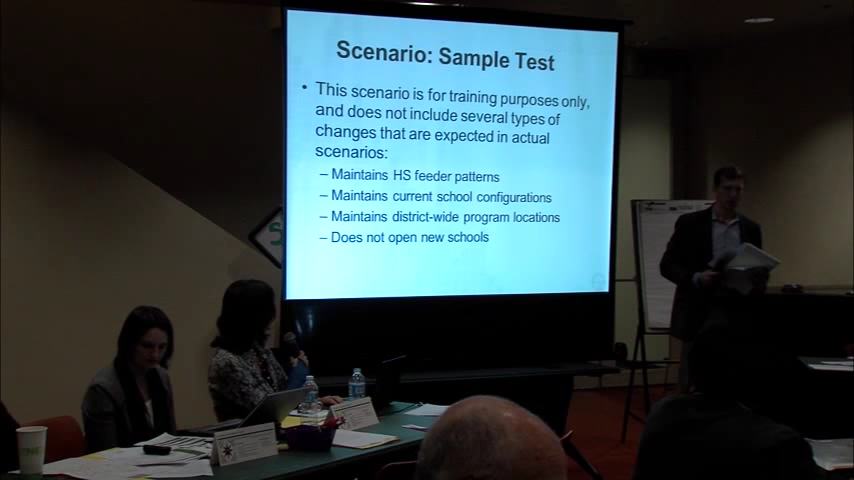 Scenario: Sample Test
• This scenario is for training purposes only,
and does not include several types of
changes that are expected in actual
scenarios:
– Maintains HS feeder patterns
– Maintains current school configurations
– Maintains district-wide program locations
– Does not open new schools
5